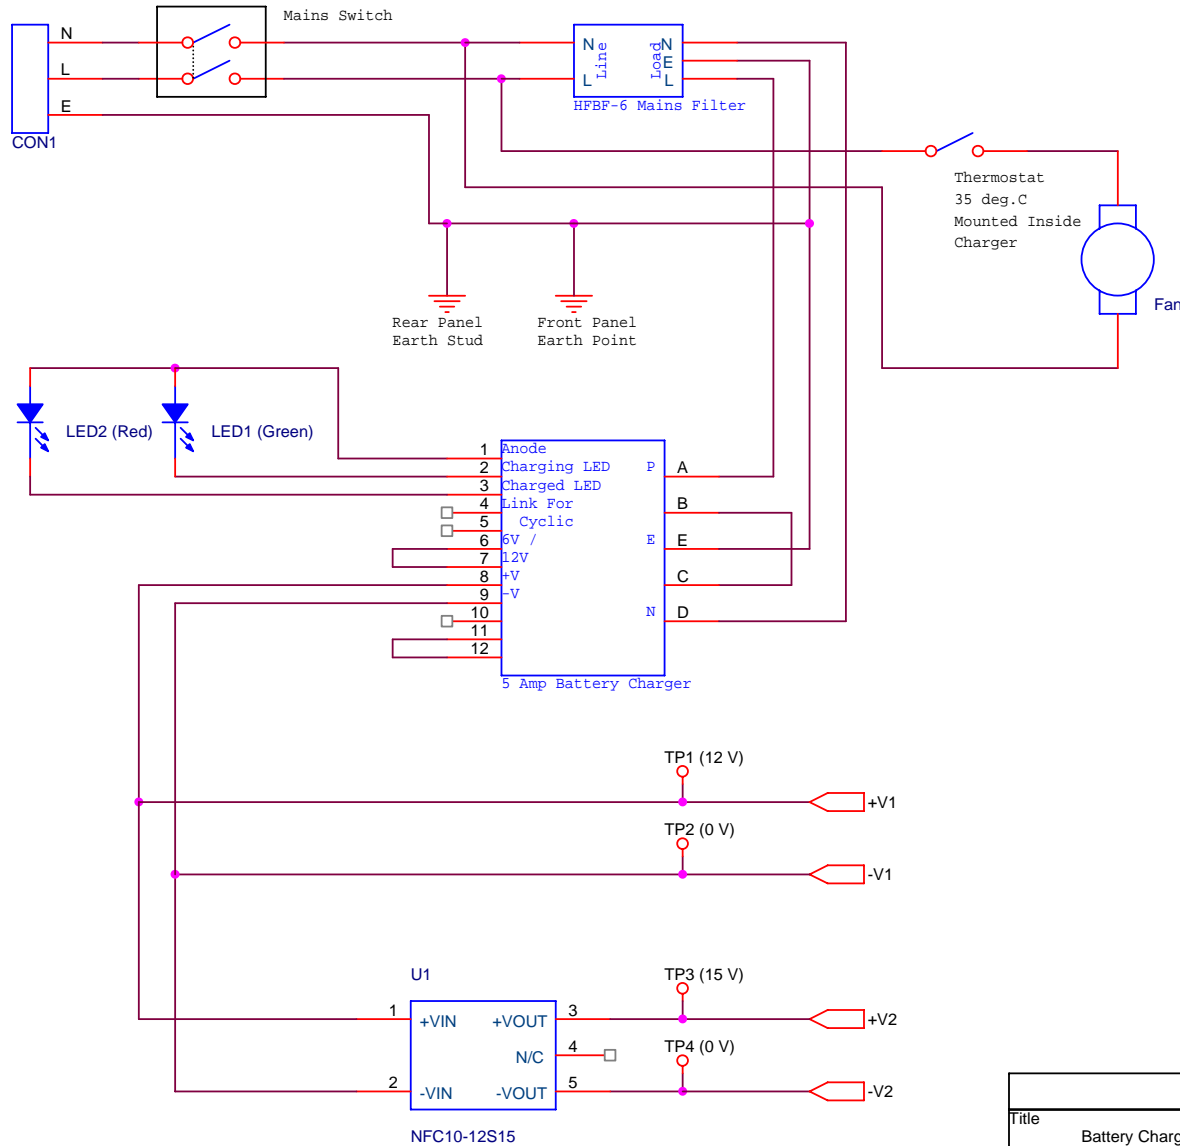 Mains Switch
N
L
E
CON1
N
L
Line
Load
N
E
L
HFBF-6 Mains Filter
Thermostat
35 deg.C
Mounted Inside
Charger
Fan
Rear Panel
Earth Stud
Front Panel
Earth Point
LED2 (Red)
LED1 (Green)
1
2
3
4
5
6
7
8
9
10
11
12
Anode
Charging LED
Charged LED
Link For
Cyclic
6V /
12V
+V
-V
P
E
N
A
B
E
C
D
5 Amp Battery Charger
TP1 (12 V)
+V1
TP2 (0 V)
-V1
U1
TP3 (15 V)
1
+VIN
+VOUT
3
+V2
N/C
4
TP4 (0 V)
2
-VIN
-VOUT
5
-V2
NFC10-12S15
Title
Battery Charg